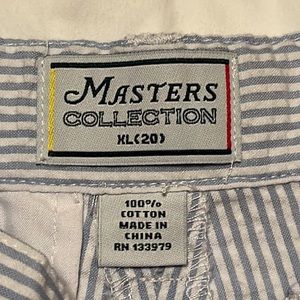 MASTERS
COLLECTION
XL(20)
100%
COTTON
MADE IN
CHINA
RN 133979